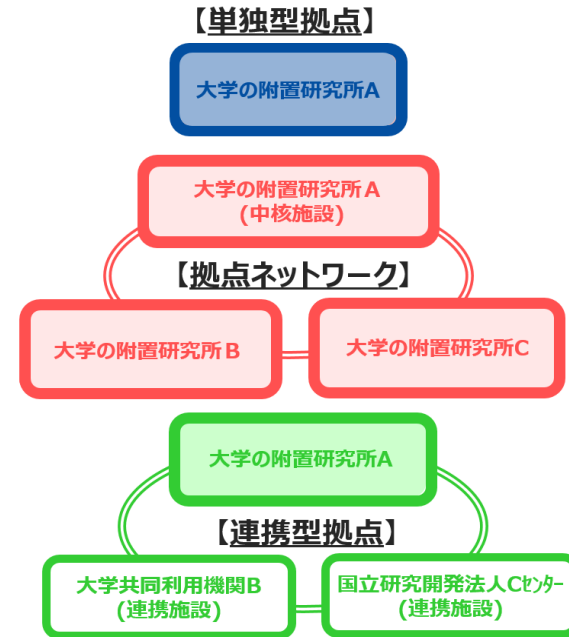 【単独型拠点】
大学の附置研究所A
大学の附置研究所A
(中核施設)
【拠点ネットワーク】
大学の附置研究所B
大学の附置研究所C
大学の附置研究所A
【連携型拠点】
大学共同利用機関B
(連携施設)
国立研究開発法人Cｾﾝﾀｰ
(連携施設)